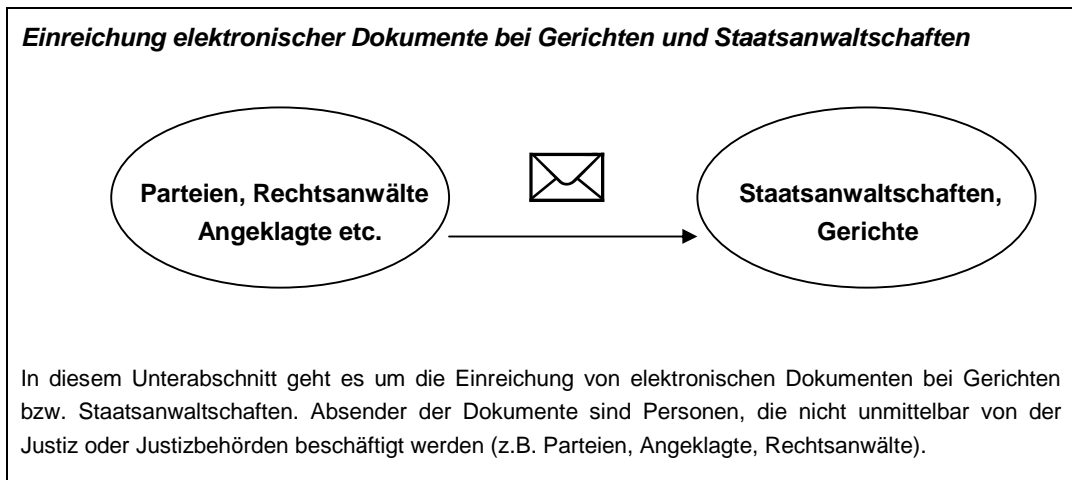 Einreichung elektronischer Dokumente bei Gerichten und Staatsanwaltschaften
Parteien, Rechtsanwälte
Angeklagte etc.
Staatsanwaltschaften,
Gerichte
In diesem Unterabschnitt geht es um die Einreichung von elektronischen Dokumenten bei Gerichten
bzw. Staatsanwaltschaften. Absender der Dokumente sind Personen, die nicht unmittelbar von der
Justiz oder Justizbehörden beschäftigt werden (z.B. Parteien, Angeklagte, Rechtsanwälte).